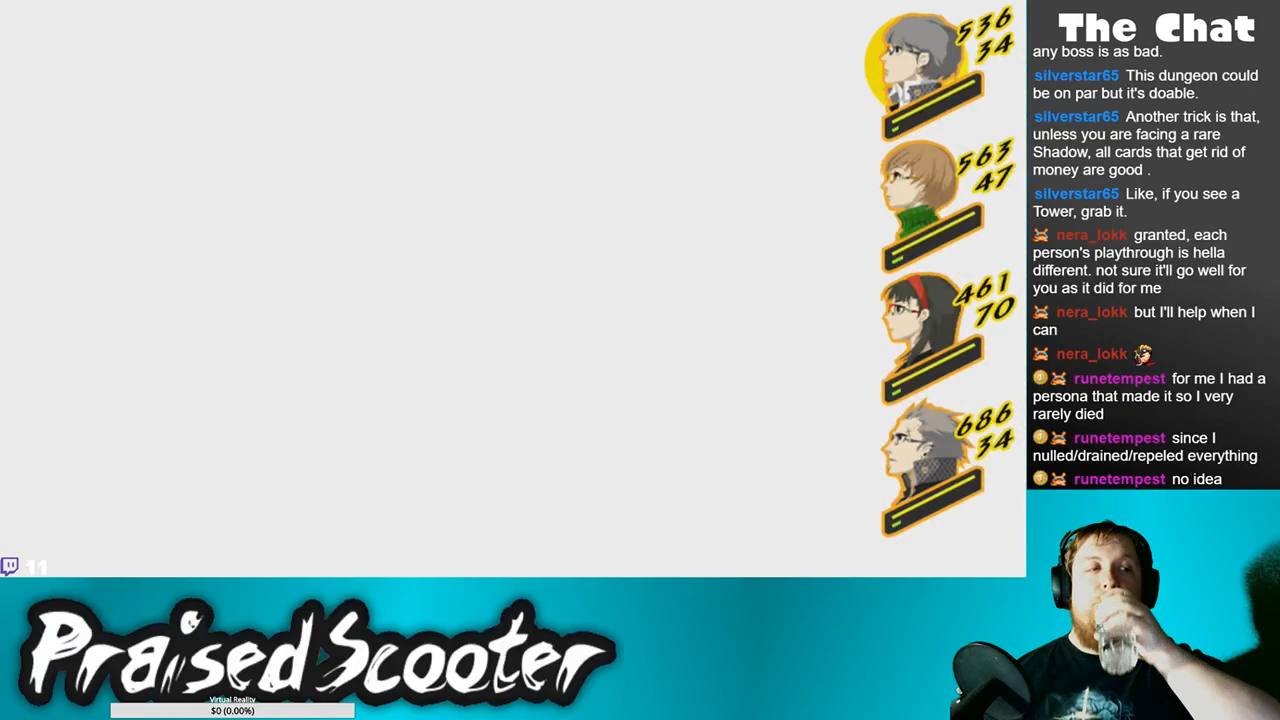 536
34
563
47
461
70
686
34
The Chat
any boss is as bad.
silverstar65 This dungeon could
be on par but it's doable.
silverstar65 Another trick is that,
unless you are facing a rare
Shadow, all cards that get rid of
money are good .
silverstar65 Like, if you see a
Tower, grab it.
nera_lokk granted, each
person's playthrough is hella
different. not sure it'll go well for
you as it did for me
nera_lokk but I'll help when I
can
nera_lokk
runetempest for me I had a
persona that made it so I very
rarely died
runetempest since I
nulled/drained/repeled everything
runetempest no idea
11
PraisedScooter
Virtual Reality
$0 (0.00%)